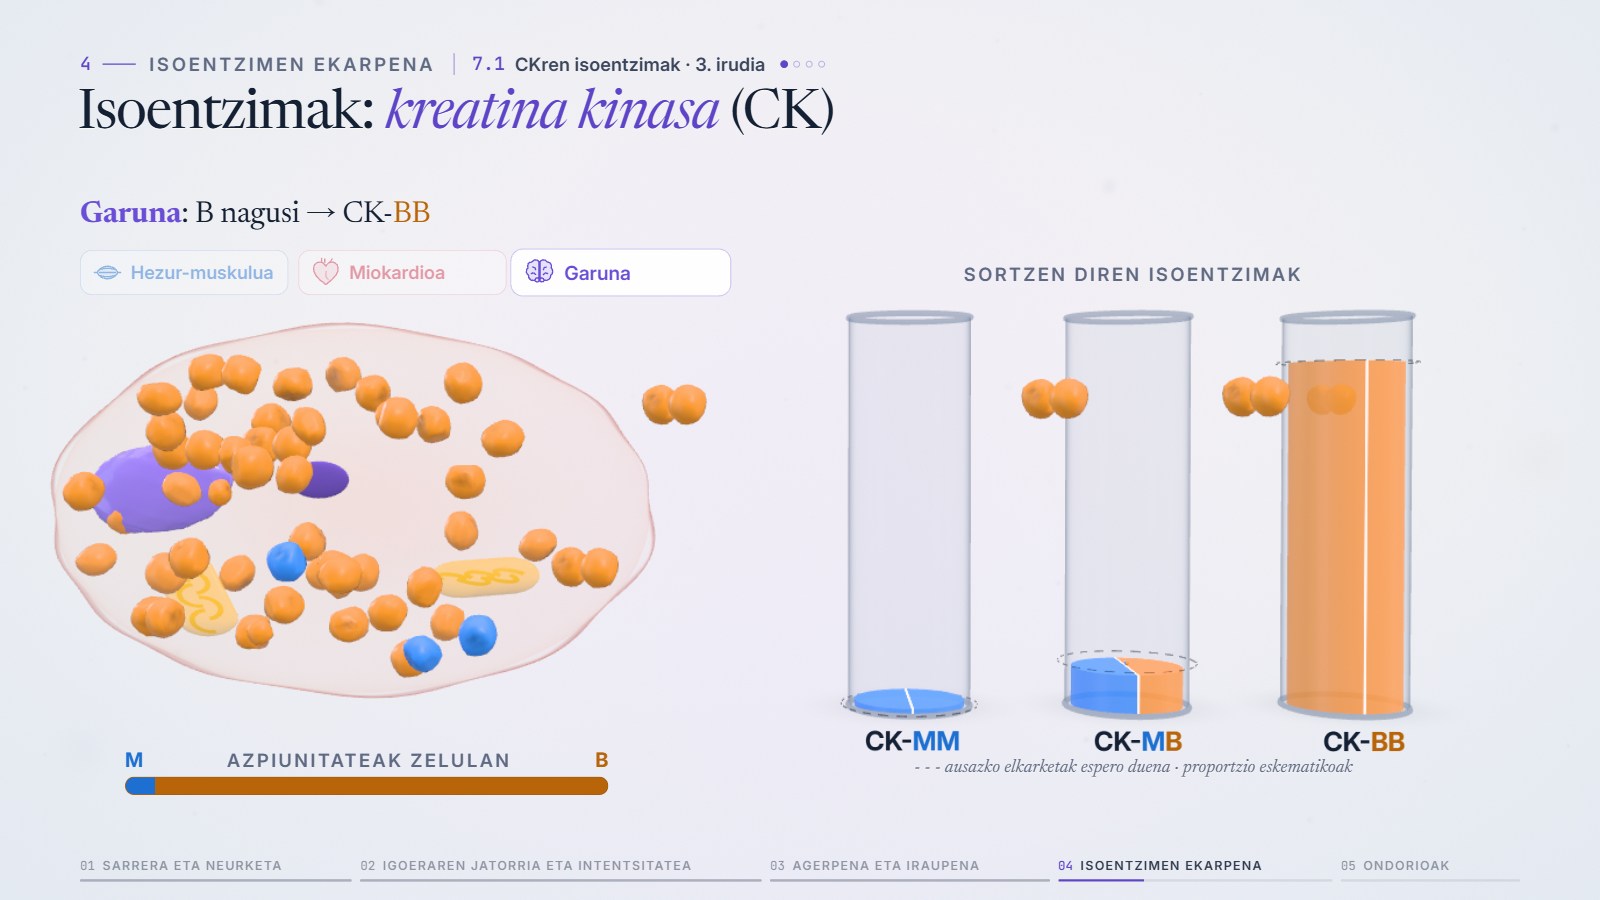 4 — ISOENTZIMEN EKARPENA | 7.1 CKren isoentzimak · 3. irudia
Isoentzimak: kreatina kinasa (CK)
Garuna: B nagusi → CK-BB
Hezur-muskulua
Miokardioa
Garuna
SORTZEN DIREN ISOENTZIMAK
CK-MM
CK-MB
CK-BB
- - - ausazko elkarketak espero duena · proportzio eskematikoak
M AZPIUNITATEAK ZELULAN B
01 SARRERA ETA NEURKETA
02 IGOERAREN JATORRIA ETA INTENTSITATEA
03 AGERPENA ETA IRAUPENA
04 ISOENTZIMEN EKARPENA
05 ONDORIOAK